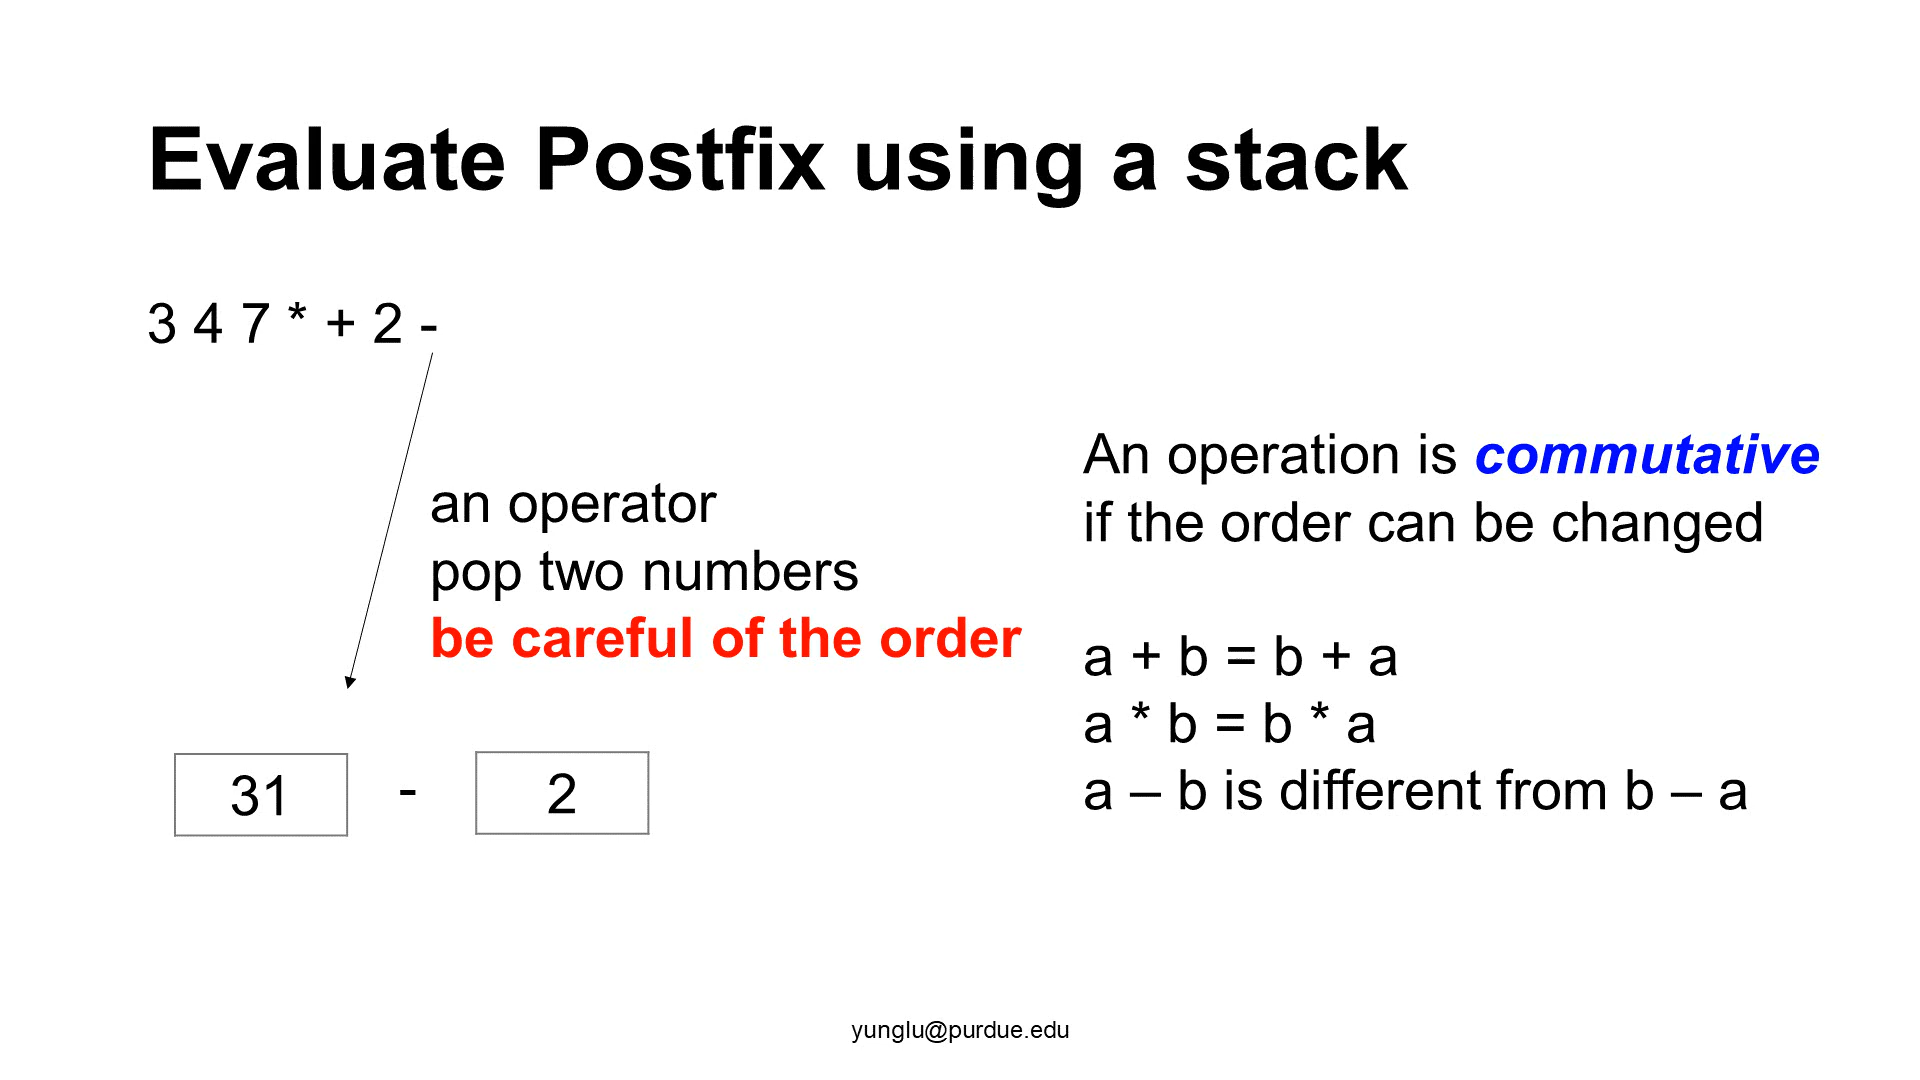 Evaluate Postfix using a stack
3 4 7 * + 2 -
an operator
pop two numbers
be careful of the order
31 - 2
An operation is commutative
if the order can be changed
a + b = b + a
a * b = b * a
a – b is different from b – a
yunglu@purdue.edu